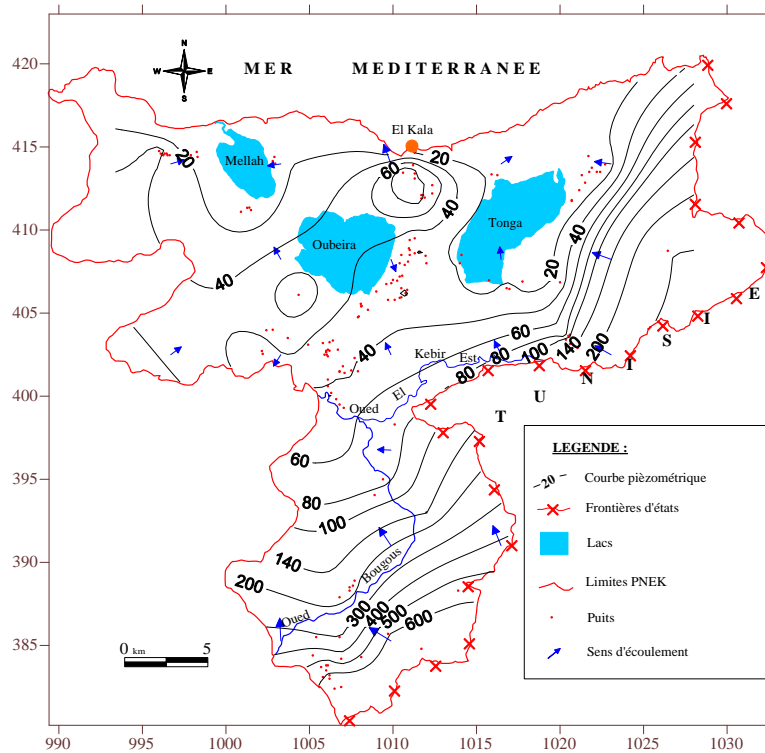 420
415
410
405
400
395
390
385
990
995
1000
1005
1010
1015
1020
1025
1030
N
W E
S
MER MEDITERRANEE
El Kala
Mellah
Oubeira
Tonga
20
60
20
40
40
20
40
40
60
80
100
140
200
80
Kebir
Est
El
Oued
60
80
100
140
200
300
400
500
600
Bougous
Oued
T U N I S I E
0 km 5
LEGENDE :
20 Courbe pièzométrique
Frontières d'états
Lacs
Limites PNEK
Puits
Sens d'écoulement